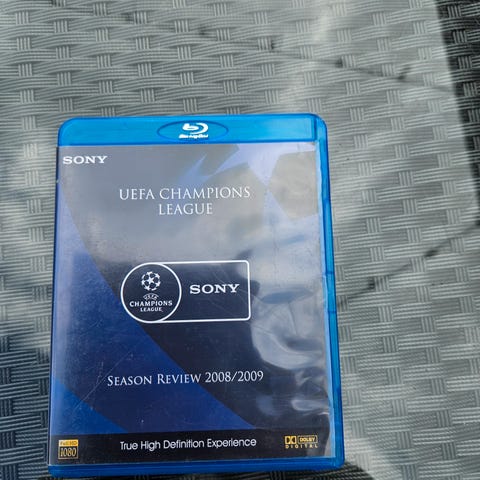 Blu-ray Disc
SONY
UEFA CHAMPIONS
LEAGUE
UEFA
CHAMPIONS
LEAGUE
SONY
SEASON REVIEW 2008/2009
Full HD
1080
True High Definition Experience
DOLBY
DIGITAL